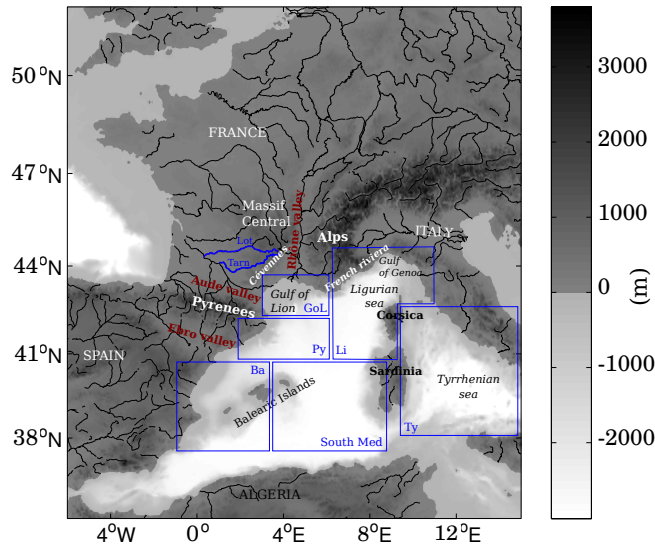 50°N
47°N
44°N
41°N
38°N
4°W
0°
4°E
8°E
12°E
FRANCE
Massif
Central
Rhone valley
Alps
ITALY
Lot
Tarn
Cévennes
French riviera
Gulf
of Genoa
Aude valley
Pyrenees
Gulf of
Lion
GoL
Ligurian
sea
Corsica
Ebro valley
SPAIN
Py
Li
Ba
Balearic Islands
Sardinia
Tyrrhenian
sea
South Med
Ty
ALGERIA
3000
2000
1000
0
-1000
-2000
(m)